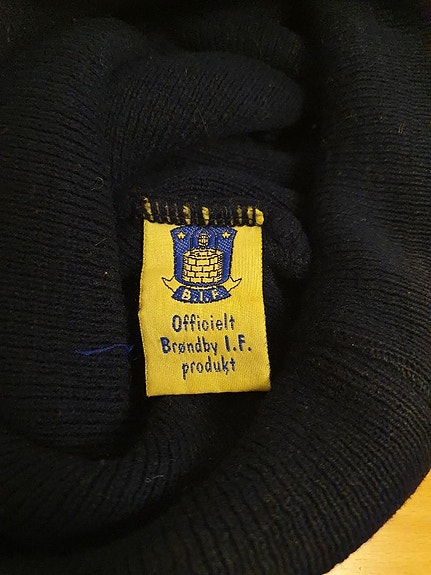 B.I.F.
Officielt
Brøndby I.F.
produkt